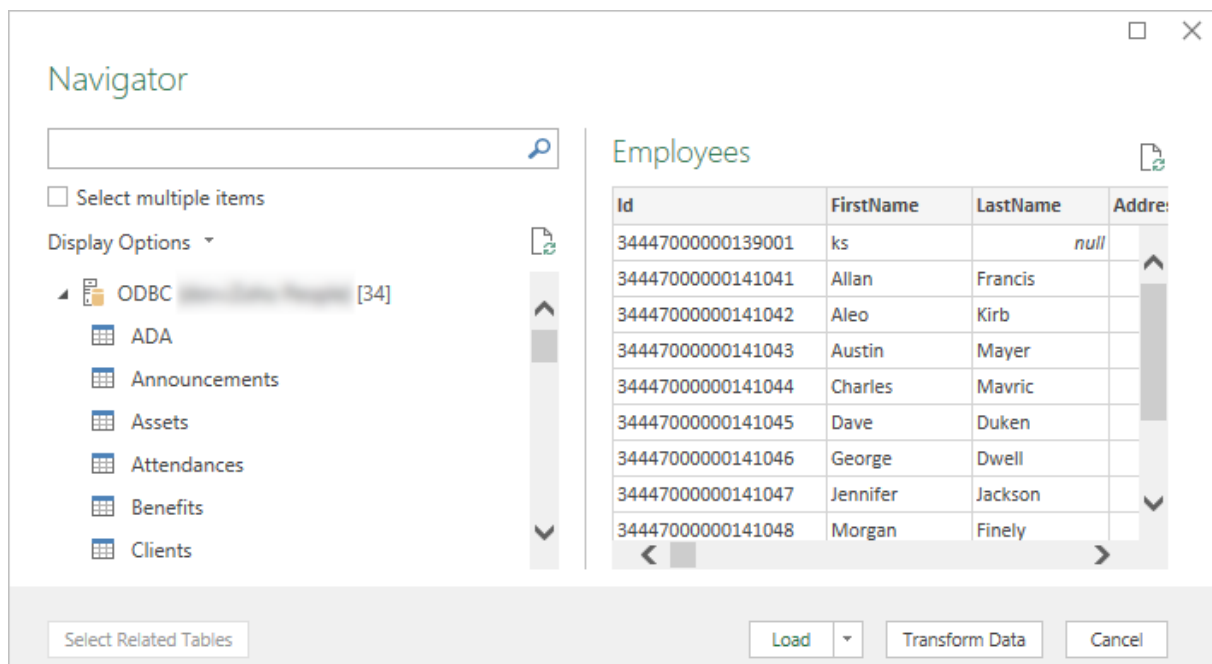 Navigator
Select multiple items
Display Options
ODBC [34]
ADA
Announcements
Assets
Attendances
Benefits
Clients
Employees
Id FirstName LastName Addre
34447000000139001 ks null
34447000000141041 Allan Francis
34447000000141042 Aleo Kirb
34447000000141043 Austin Mayer
34447000000141044 Charles Mavric
34447000000141045 Dave Duken
34447000000141046 George Dwell
34447000000141047 Jennifer Jackson
34447000000141048 Morgan Finely
Select Related Tables Load Transform Data Cancel